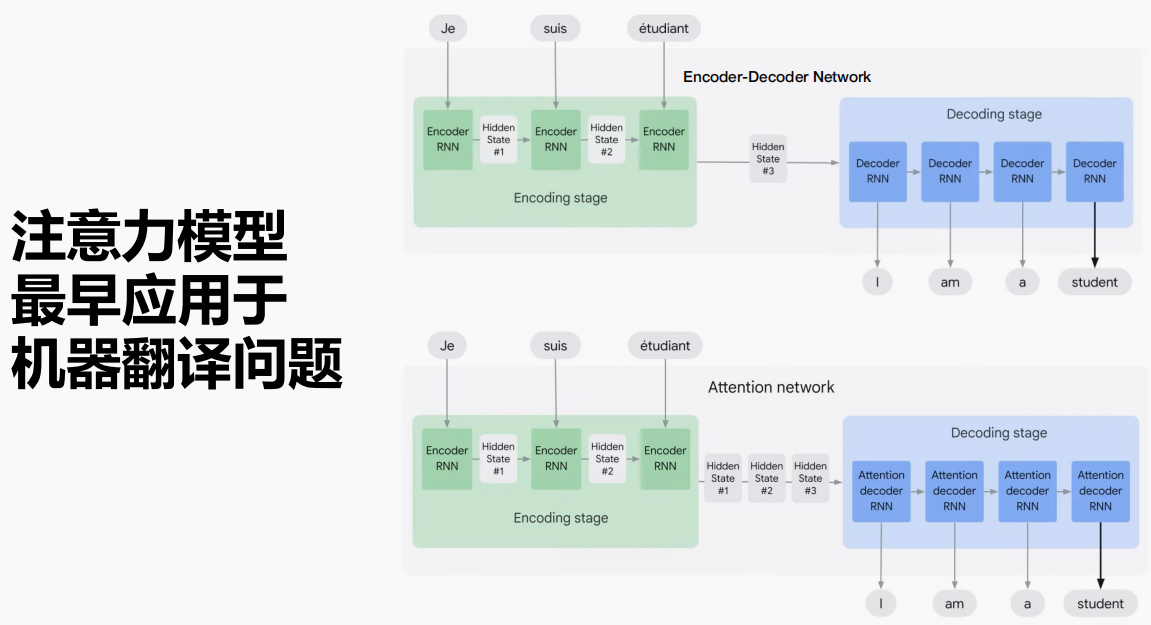 注意力模型
最早应用于
机器翻译问题
Je
suis
étudiant
Encoder-Decoder Network
Encoder
RNN
Hidden
State
#1
Encoder
RNN
Hidden
State
#2
Encoder
RNN
Encoding stage
Hidden
State
#3
Decoding stage
Decoder
RNN
Decoder
RNN
Decoder
RNN
Decoder
RNN
I
am
a
student
Je
suis
étudiant
Attention network
Encoder
RNN
Hidden
State
#1
Encoder
RNN
Hidden
State
#2
Encoder
RNN
Encoding stage
Hidden
State
#1
Hidden
State
#2
Hidden
State
#3
Decoding stage
Attention
decoder
RNN
Attention
decoder
RNN
Attention
decoder
RNN
Attention
decoder
RNN
I
am
a
student